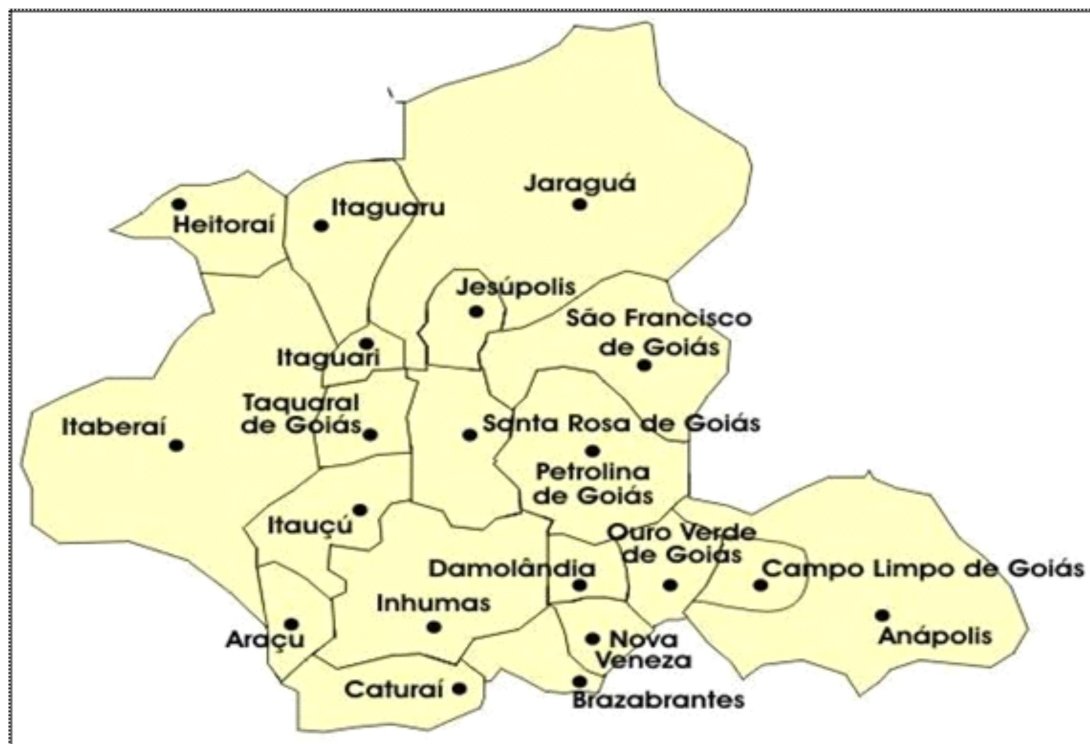 Jaraguá
Itaguaru
Heitoraí
Jesúpolis
São Francisco
de Goiás
Itaguari
Taquaral
de Goiás
Itaberaí
Santa Rosa de Goiás
Petrolina
de Goiás
Itauçú
Ouro Verde
de Goiás
Damolândia
Campo Limpo de Goiás
Inhumas
Araçu
Nova
Veneza
Anápolis
Caturaí
Brazabrantes